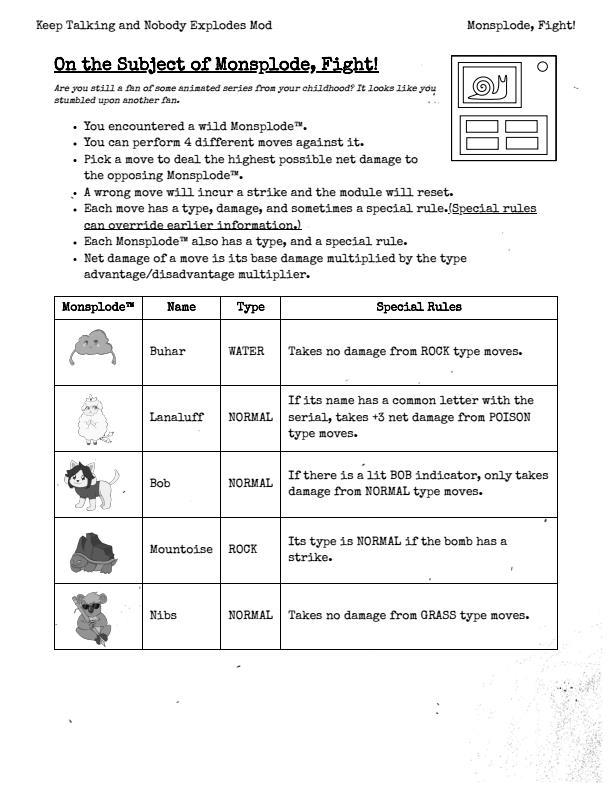 Keep Talking and Nobody Explodes Mod
Monsplode, Fight!
On the Subject of Monsplode, Fight!
Are you still a fan of some animated series from your childhood? It looks like you
stumbled upon another fan.
• You encountered a wild Monsplode™.
• You can perform 4 different moves against it.
• Pick a move to deal the highest possible net damage to
the opposing Monsplode™.
• A wrong move will incur a strike and the module will reset.
• Each move has a type, damage, and sometimes a special rule.(Special rules
can override earlier information.)
• Each Monsplode™ also has a type, and a special rule.
• Net damage of a move is its base damage multiplied by the type
advantage/disadvantage multiplier.
Monsplode™ Name Type Special Rules
Buhar WATER Takes no damage from ROCK type moves.
Lanaluff NORMAL If its name has a common letter with the
serial, takes +3 net damage from POISON
type moves.
Bob NORMAL If there is a lit BOB indicator, only takes
damage from NORMAL type moves.
Mountoise ROCK Its type is NORMAL if the bomb has a
strike.
Nibs NORMAL Takes no damage from GRASS type moves.